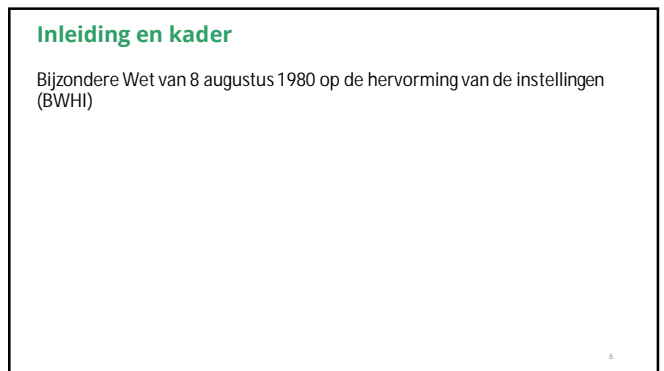 Inleiding en kader
Bijzondere Wet van 8 augustus 1980 op de hervorming van de instellingen
(BWHI)
6